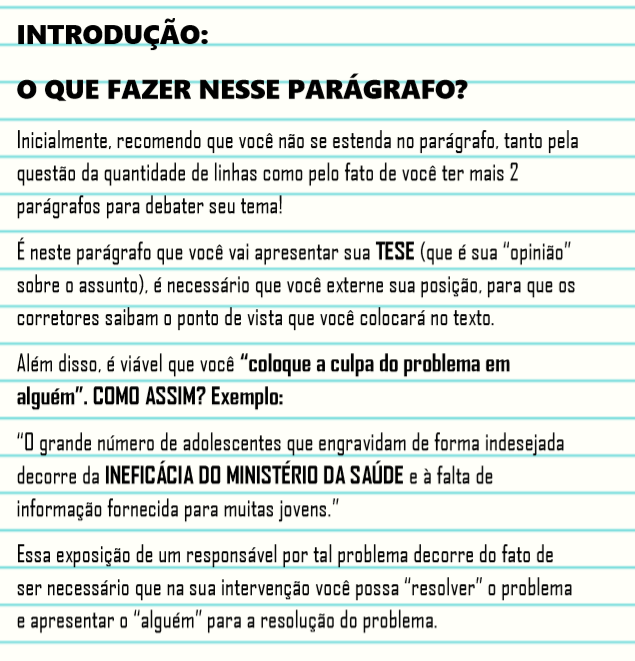 INTRODUÇÃO:
O QUE FAZER NESSE PARÁGRAFO?
Inicialmente, recomendo que você não se estenda no parágrafo, tanto pela
questão da quantidade de linhas como pelo fato de você ter mais 2
parágrafos para debater seu tema!
É neste parágrafo que você vai apresentar sua TESE (que é sua "opinião"
sobre o assunto), é necessário que você externe sua posição, para que os
corretores saibam o ponto de vista que você colocará no texto.
Além disso, é viável que você "coloque a culpa do problema em
alguém". COMO ASSIM? Exemplo:
"O grande número de adolescentes que engravidam de forma indesejada
decorre da INEFICÁCIA DO MINISTÉRIO DA SAÚDE e à falta de
informação fornecida para muitas jovens."
Essa exposição de um responsável por tal problema decorre do fato de
ser necessário que na sua intervenção você possa "resolver" o problema
e apresentar o "alguém" para a resolução do problema.